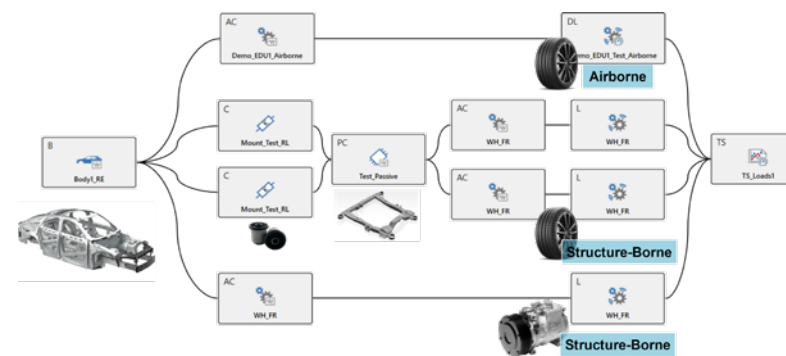 AC
Demo_EDU1_Airborne
DL
emo_EDU1_Test_Airborne
Airborne
C
Mount_Test_RL
AC
WH_FR
L
WH_FR
B
Body1_RE
PC
Test_Passive
TS
TS_Loads1
C
Mount_Test_RL
AC
WH_FR
L
WH_FR
Structure-Borne
AC
WH_FR
L
WH_FR
Structure-Borne